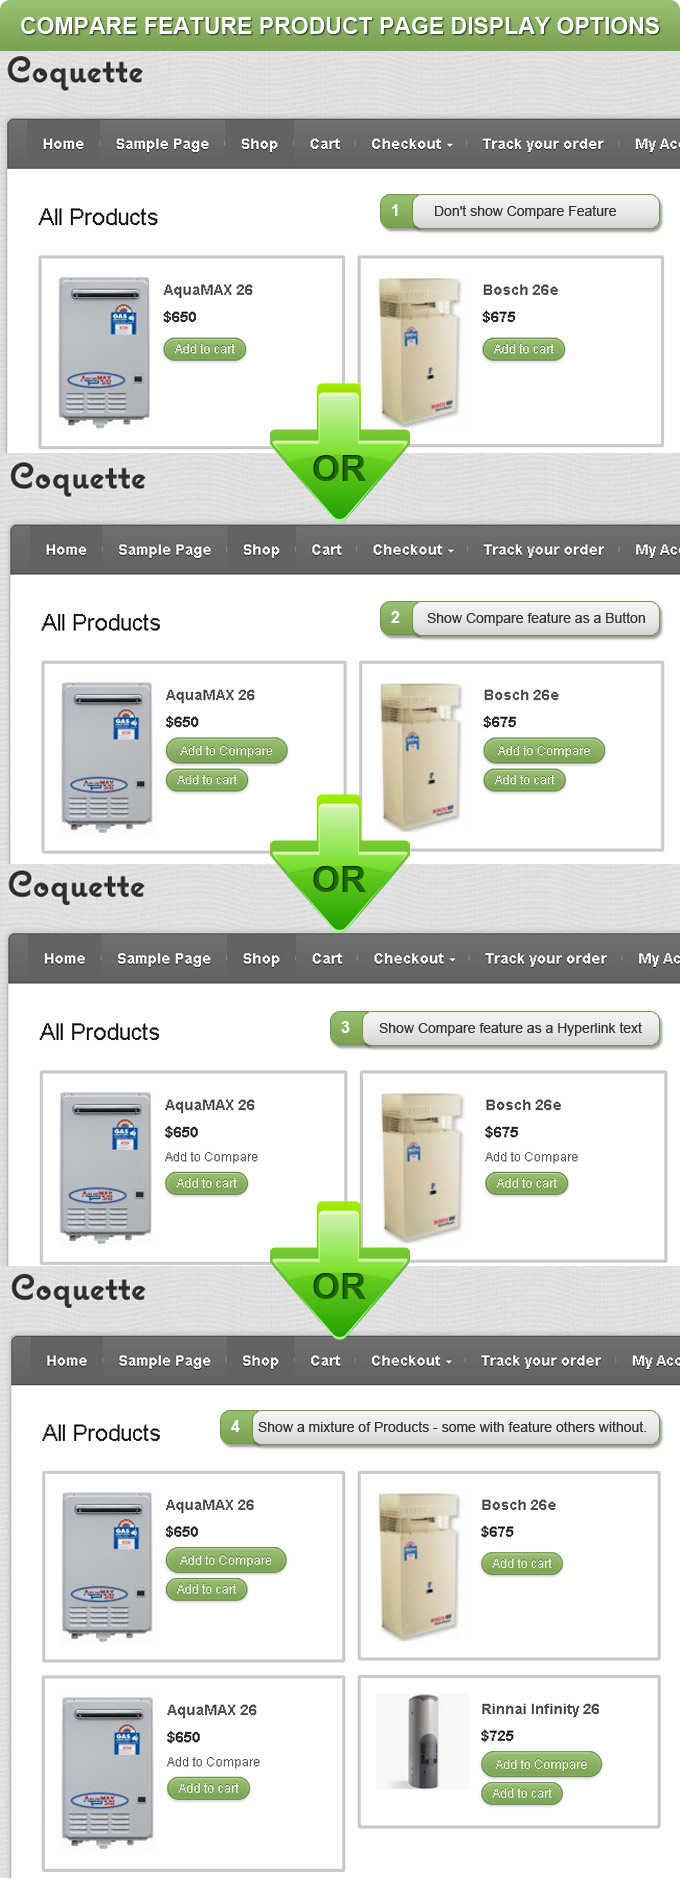 COMPARE FEATURE PRODUCT PAGE DISPLAY OPTIONS
Coquette
Home Sample Page Shop Cart Checkout Track your order My Acc
All Products
1 Don't show Compare Feature
AquaMAX 26
$650
Add to cart
Bosch 26e
$675
Add to cart
OR
Coquette
Home Sample Page Shop Cart Checkout Track your order My Acc
All Products
2 Show Compare feature as a Button
AquaMAX 26
$650
Add to Compare
Add to cart
Bosch 26e
$675
Add to Compare
Add to cart
OR
Coquette
Home Sample Page Shop Cart Checkout Track your order My Ac
All Products
3 Show Compare feature as a Hyperlink text
AquaMAX 26
$650
Add to Compare
Add to cart
Bosch 26e
$675
Add to Compare
Add to cart
OR
Coquette
Home Sample Page Shop Cart Checkout Track your order My Acc
All Products
4 Show a mixture of Products - some with feature others without.
AquaMAX 26
$650
Add to Compare
Add to cart
Bosch 26e
$675
Add to cart
AquaMAX 26
$650
Add to Compare
Add to cart
Rinnai Infinity 26
$725
Add to Compare
Add to cart